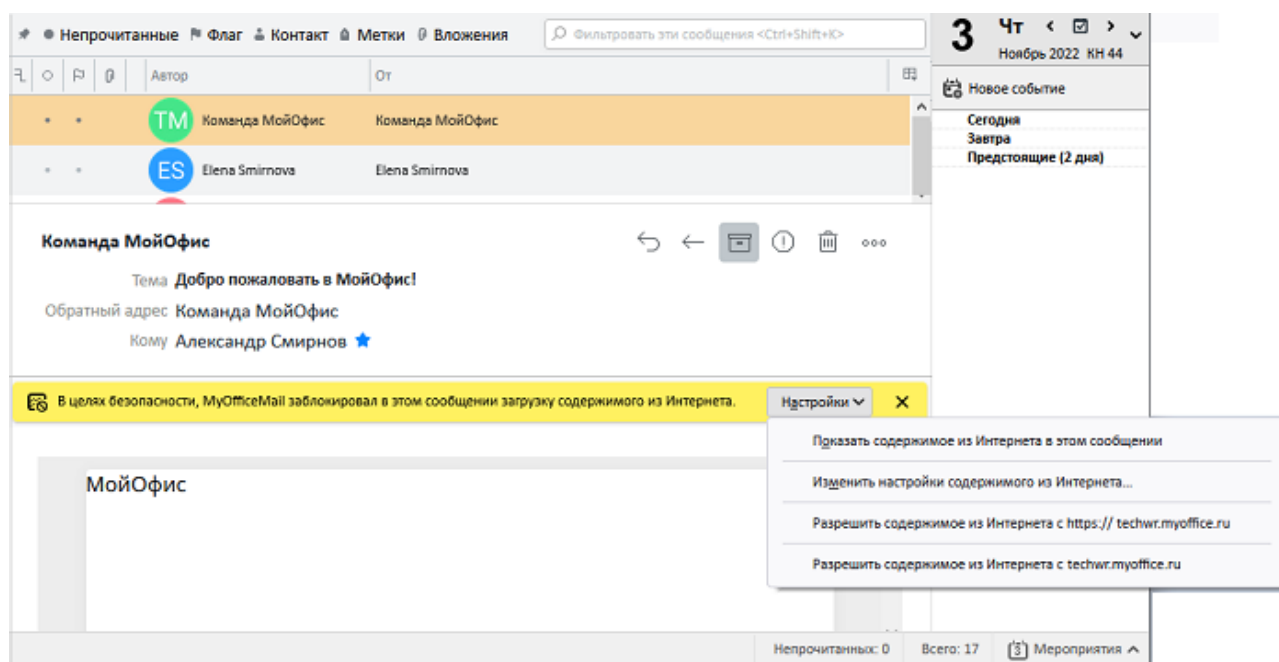 Непрочитанные Флаг Контакт Метки Вложения Фильтровать эти сообщения <Ctrl+Shift+K>
3 Чт
Ноябрь 2022 КН 44
Автор От
Новое событие
TM Команда МойОфис Команда МойОфис
Сегодня
Завтра
Предстоящие (2 дня)
ES Elena Smirnova Elena Smirnova
Команда МойОфис
Тема Добро пожаловать в МойОфис!
Обратный адрес Команда МойОфис
Кому Александр Смирнов
В целях безопасности, MyOfficeMail заблокировал в этом сообщении загрузку содержимого из Интернета. Настройки
Показать содержимое из Интернета в этом сообщении
Изменить настройки содержимого из Интернета...
Разрешить содержимое из Интернета с https:// techwr.myoffice.ru
Разрешить содержимое из Интернета с techwr.myoffice.ru
МойОфис
Непрочитанных: 0 Всего: 17 3 Мероприятия